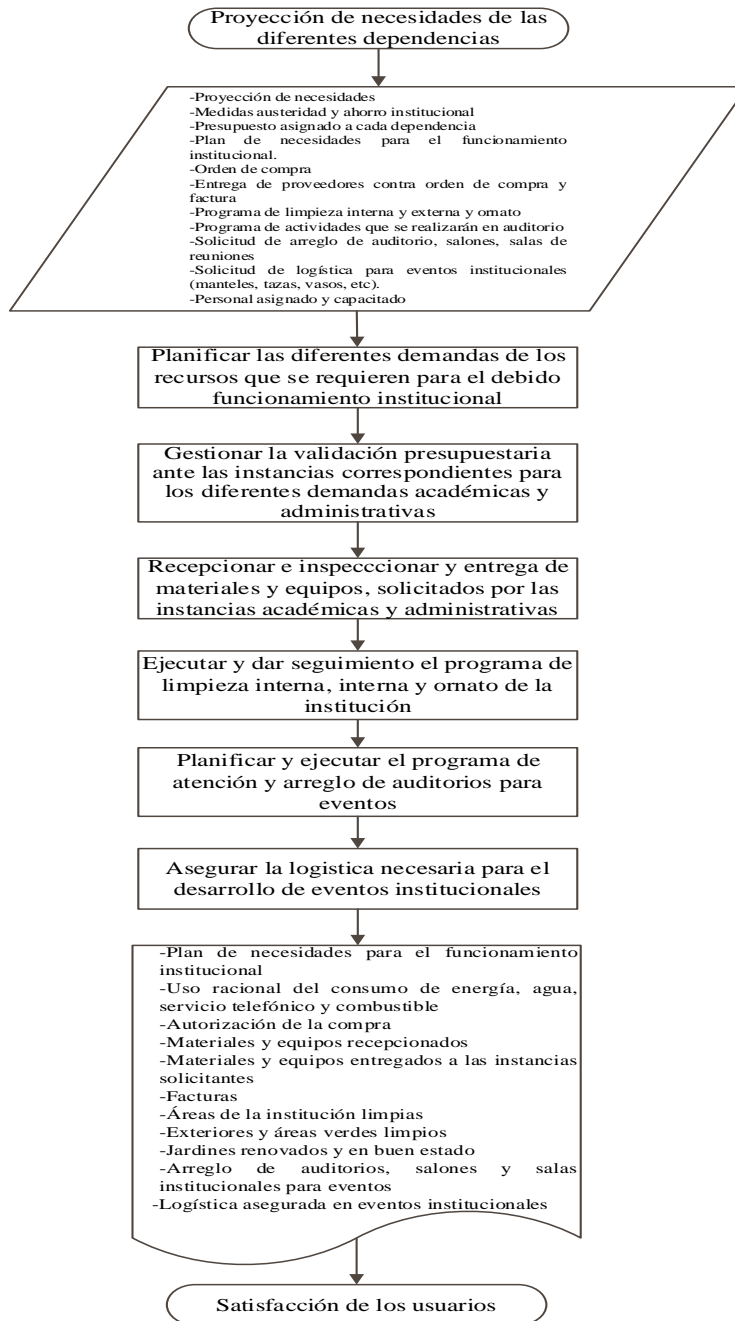 Proyección de necesidades de las
diferentes dependencias
-Proyección de necesidades
-Medidas austeridad y ahorro institucional
-Presupuesto asignado a cada dependencia
-Plan de necesidades para el funcionamiento
institucional.
-Orden de compra
-Entrega de proveedores contra orden de compra y
factura
-Programa de limpieza interna y externa y ornato
-Programa de actividades que se realizarán en auditorio
-Solicitud de arreglo de auditorio, salones, salas de
reuniones
-Solicitud de logística para eventos institucionales
(manteles, tazas, vasos, etc).
-Personal asignado y capacitado
Planificar las diferentes demandas de los
recursos que se requieren para el debido
funcionamiento institucional
Gestionar la validación presupuestaria
ante las instancias correspondientes para
los diferentes demandas académicas y
administrativas
Recepcionar e inspecccionar y entrega de
materiales y equipos, solicitados por las
instancias académicas y administrativas
Ejecutar y dar seguimiento el programa de
limpieza interna, interna y ornato de la
institución
Planificar y ejecutar el programa de
atención y arreglo de auditorios para
eventos
Asegurar la logistica necesaria para el
desarrollo de eventos institucionales
-Plan de necesidades para el funcionamiento
institucional
-Uso racional del consumo de energía, agua,
servicio telefónico y combustible
-Autorización de la compra
-Materiales y equipos recepcionados
-Materiales y equipos entregados a las instancias
solicitantes
-Facturas
-Áreas de la institución limpias
-Exteriores y áreas verdes limpios
-Jardines renovados y en buen estado
-Arreglo de auditorios, salones y salas
institucionales para eventos
-Logística asegurada en eventos institucionales
Satisfacción de los usuarios